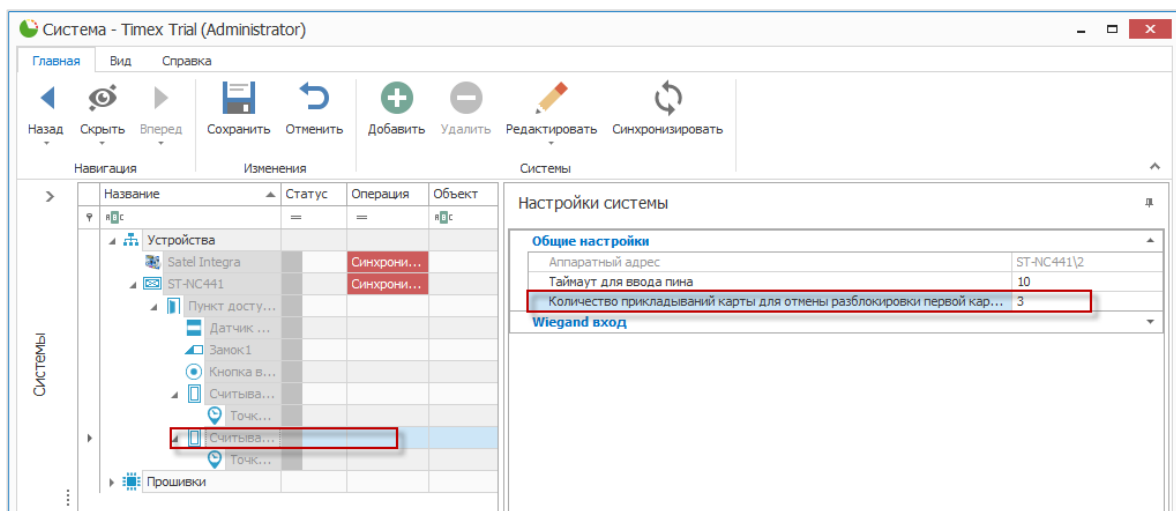 Система - Timex Trial (Administrator)
Главная Вид Справка
Назад Скрыть Вперед Сохранить Отменить Добавить Удалить Редактировать Синхронизировать
Навигация Изменения Системы
Название Статус Операция Объект
Настройки системы
= =
Устройства
Общие настройки
Satel Integra Синхрони...
Аппаратный адрес ST-NC441\2
ST-NC441 Синхрони...
Таймаут для ввода пина 10
Пункт досту...
Количество прикладываний карты для отмены разблокировки первой кар... 3
Датчик ...
Wiegand вход
Замок1
Кнопка в...
Считыва...
Точк...
Считыва...
Точк...
Прошивки
Системы